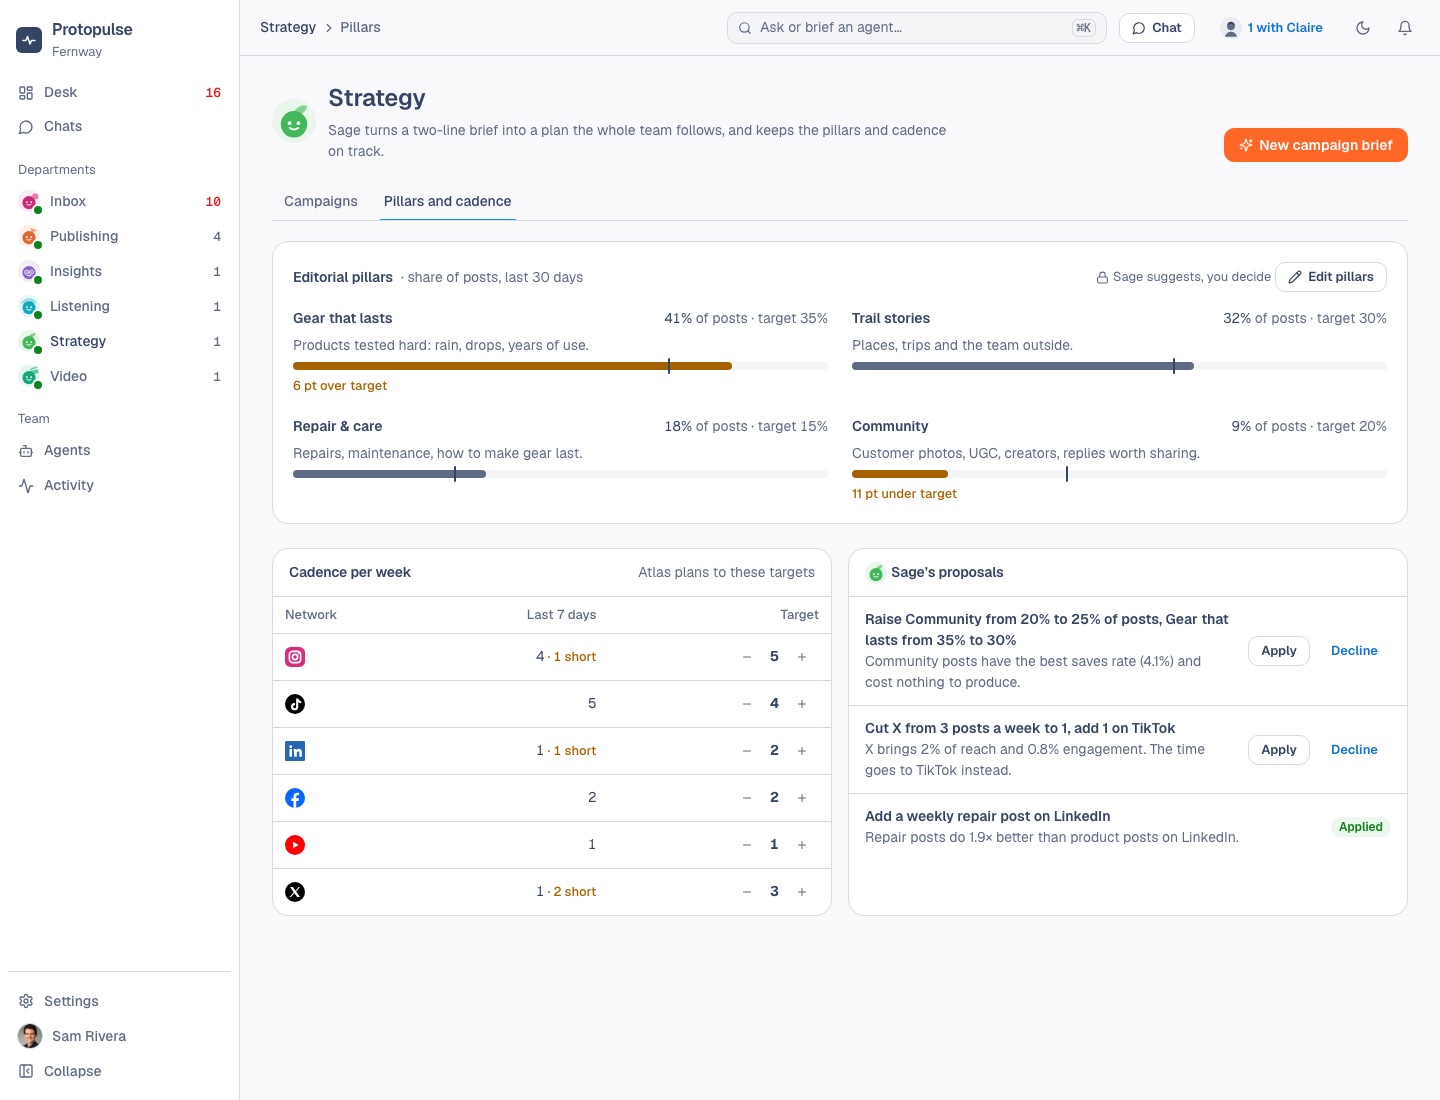 Protopulse
Fernway
Desk 16
Chats
Departments
Inbox 10
Publishing 4
Insights 1
Listening 1
Strategy 1
Video 1
Team
Agents
Activity
Settings
Sam Rivera
Collapse
Strategy > Pillars
Ask or brief an agent… ⌘K
Chat
1 with Claire
Strategy
Sage turns a two-line brief into a plan the whole team follows, and keeps the pillars and cadence
on track.
New campaign brief
Campaigns
Pillars and cadence
Editorial pillars · share of posts, last 30 days
Sage suggests, you decide
Edit pillars
Gear that lasts 41% of posts · target 35%
Products tested hard: rain, drops, years of use.
6 pt over target
Trail stories 32% of posts · target 30%
Places, trips and the team outside.
Repair & care 18% of posts · target 15%
Repairs, maintenance, how to make gear last.
Community 9% of posts · target 20%
Customer photos, UGC, creators, replies worth sharing.
11 pt under target
Cadence per week Atlas plans to these targets
Network Last 7 days Target
4 · 1 short − 5 +
5 − 4 +
in 1 · 1 short − 2 +
2 − 2 +
1 − 1 +
1 · 2 short − 3 +
Sage’s proposals
Raise Community from 20% to 25% of posts, Gear that
lasts from 35% to 30%
Community posts have the best saves rate (4.1%) and
cost nothing to produce.
Apply Decline
Cut X from 3 posts a week to 1, add 1 on TikTok
X brings 2% of reach and 0.8% engagement. The time
goes to TikTok instead.
Apply Decline
Add a weekly repair post on LinkedIn
Repair posts do 1.9× better than product posts on LinkedIn.
Applied